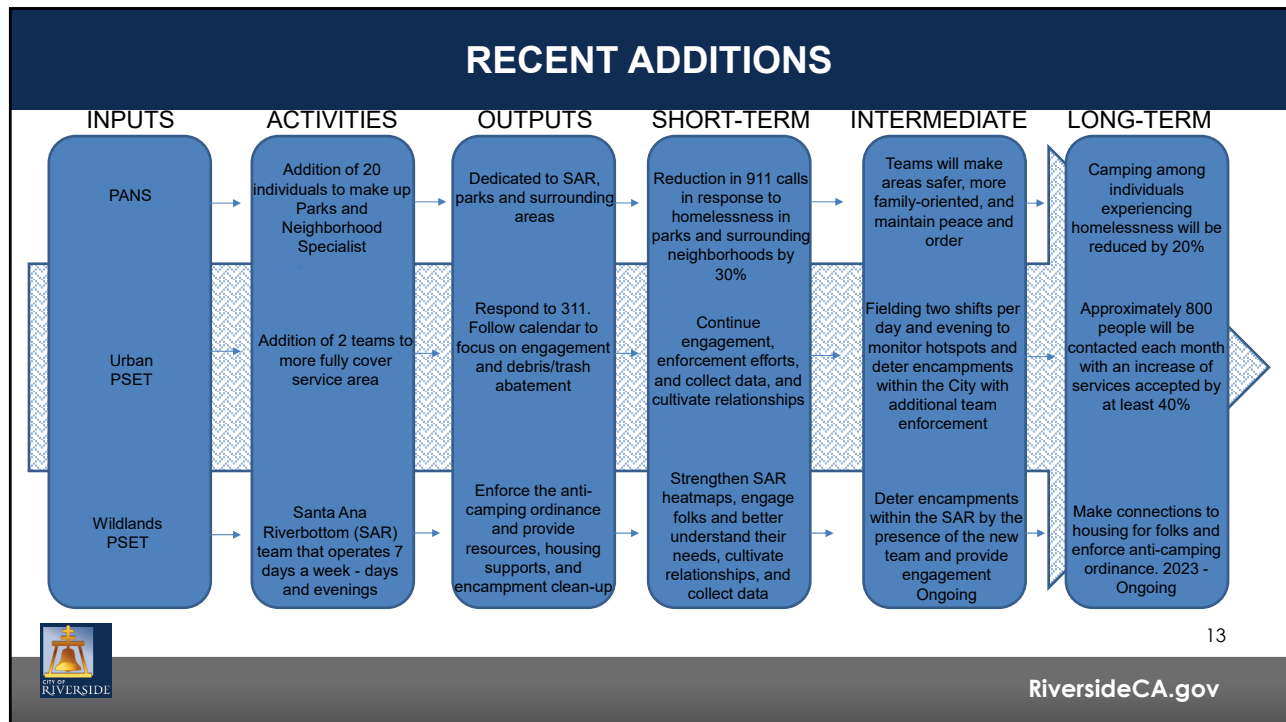 RECENT ADDITIONS
INPUTS
ACTIVITIES
OUTPUTS
SHORT-TERM
INTERMEDIATE
LONG-TERM
PANS
Addition of 20
individuals to make up
Parks and
Neighborhood
Specialist
Dedicated to SAR,
parks and surrounding
areas
Reduction in 911 calls
in response to
homelessness in
parks and surrounding
neighborhoods by
30%
Teams will make
areas safer, more
family-oriented, and
maintain peace and
order
Camping among
individuals
experiencing
homelessness will be
reduced by 20%
Urban
PSET
Addition of 2 teams to
more fully cover
service area
Respond to 311.
Follow calendar to
focus on engagement
and debris/trash
abatement
Continue
engagement,
enforcement efforts,
and collect data, and
cultivate relationships
Fielding two shifts per
day and evening to
monitor hotspots and
deter encampments
within the City with
additional team
enforcement
Approximately 800
people will be
contacted each month
with an increase of
services accepted by
at least 40%
Wildlands
PSET
Santa Ana
Riverbottom (SAR)
team that operates 7
days a week - days
and evenings
Enforce the anti-
camping ordinance
and provide
resources, housing
supports, and
encampment clean-up
Strengthen SAR
heatmaps, engage
folks and better
understand their
needs, cultivate
relationships, and
collect data
Deter encampments
within the SAR by the
presence of the new
team and provide
engagement
Ongoing
Make connections to
housing for folks and
enforce anti-camping
ordinance. 2023 -
Ongoing
13
CITY OF
RIVERSIDE
RiversideCA.gov